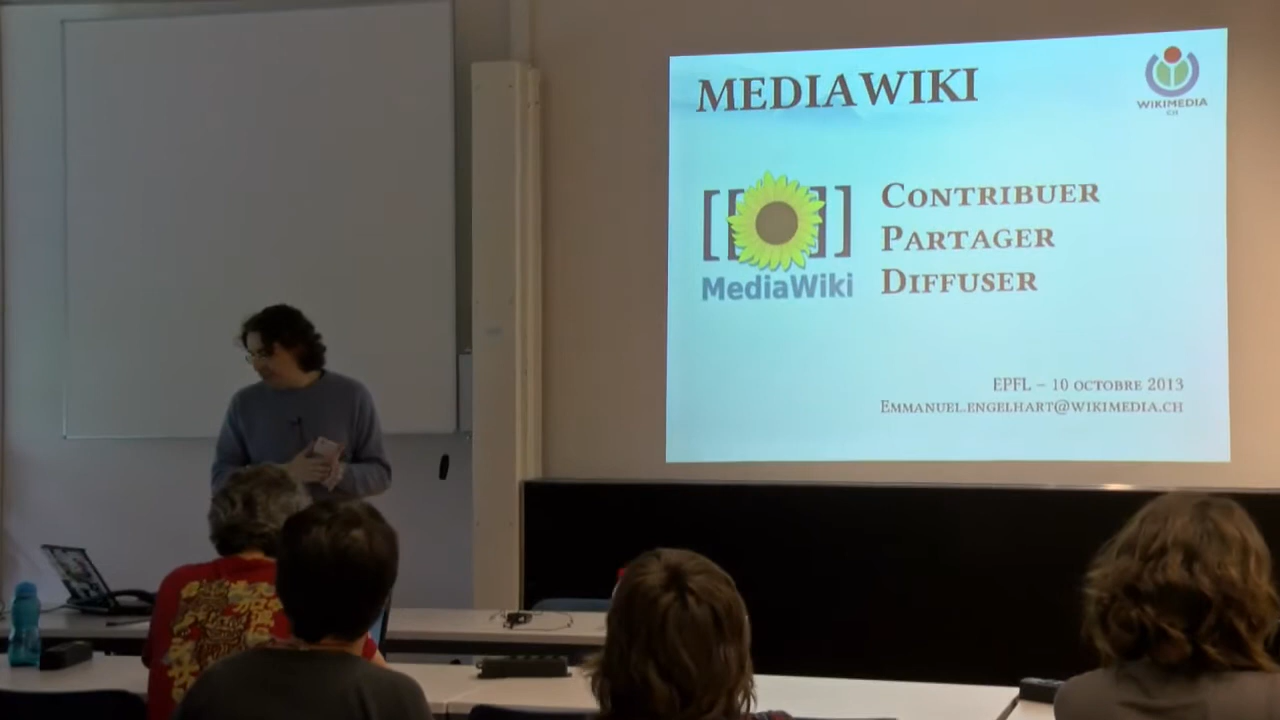 MEDIAWIKI
WIKIMEDIA
CH
[[ ]]
MediaWiki
CONTRIBUER
PARTAGER
DIFFUSER
EPFL – 10 OCTOBRE 2013
EMMANUEL.ENGELHART@WIKIMEDIA.CH